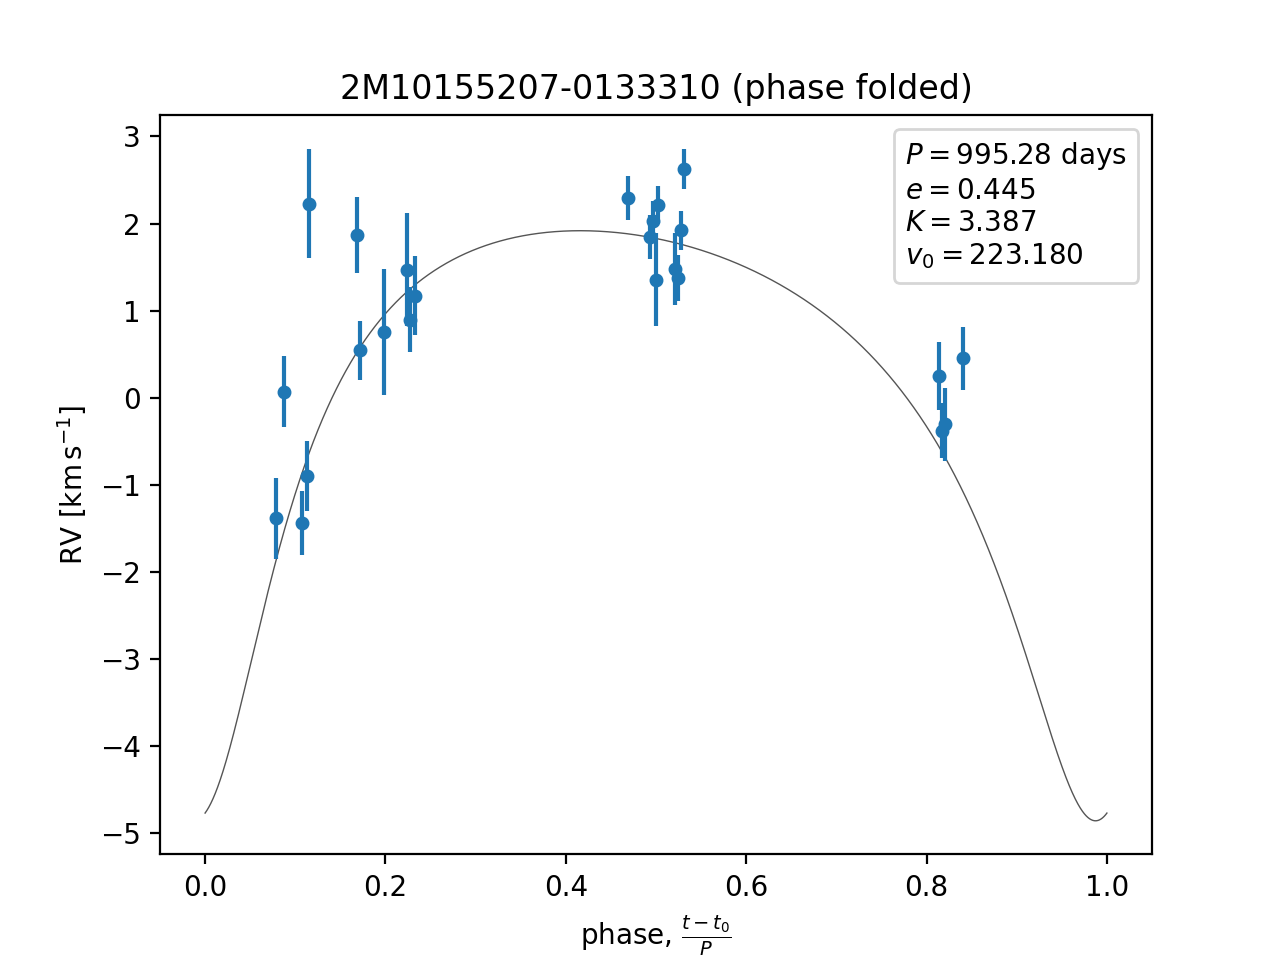 2M10155207-0133310 (phase folded)
P = 995.28 days
e = 0.445
K = 3.387
v₀ = 223.180
3
2
1
0
−1
−2
−3
−4
−5
RV [km s⁻¹]
0.0 0.2 0.4 0.6 0.8 1.0
phase, (t − t₀)/P